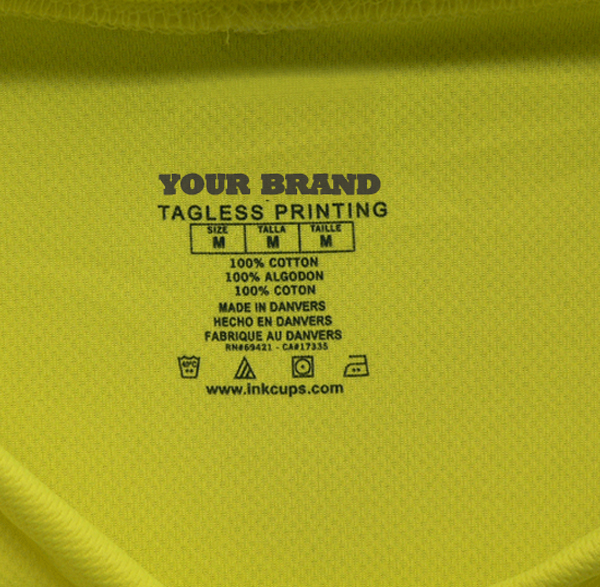 YOUR BRAND
TAGLESS PRINTING
SIZE TALLA TAILLE
M M M
100% COTTON
100% ALGODON
100% COTON
MADE IN DANVERS
HECHO EN DANVERS
FABRIQUE AU DANVERS
RN#69421 - CA#17335
40°C
www.inkcups.com